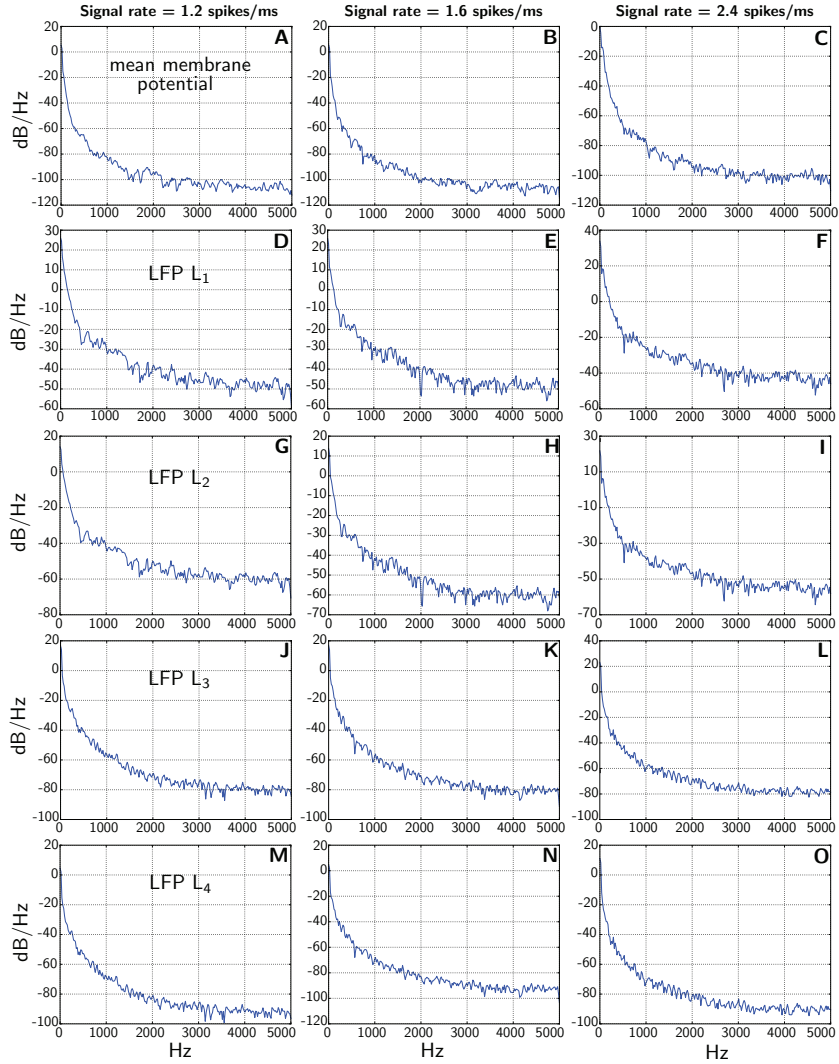 Signal rate = 1.2 spikes/ms Signal rate = 1.6 spikes/ms Signal rate = 2.4 spikes/ms
A B C
mean membrane
potential
dB/Hz
20 0 -20 -40 -60 -80 -100 -120
0 1000 2000 3000 4000 5000
20 0 -20 -40 -60 -80 -100 120
0 1000 2000 3000 4000 5000
0 -20 -40 -60 -80 -100 -120
0 1000 2000 3000 4000 5000
D E F
LFP L1
dB/Hz
30 20 10 0 -10 -20 -30 -40 -50 60
0 1000 2000 3000 4000 5000
30 20 10 0 -10 -20 -30 -40 -50 -60
0 1000 2000 3000 4000 5000
40 20 0 -20 -40 -60
0 1000 2000 3000 4000 5000
G H I
LFP L2
dB/Hz
20 0 -20 -40 -60 -80
0 1000 2000 3000 4000 5000
20 10 0 -10 -20 -30 -40 -50 -60 -70
0 1000 2000 3000 4000 5000
30 10 -10 -30 -50 -70
0 1000 2000 3000 4000 5000
J K L
LFP L3
dB/Hz
20 0 -20 -40 -60 -80 -100
0 1000 2000 3000 4000 5000
20 0 -20 -40 -60 -80 -100
0 1000 2000 3000 4000 5000
40 20 0 -20 -40 -60 -80 -100
0 1000 2000 3000 4000 5000
M N O
LFP L4
dB/Hz
20 0 -20 -40 -60 -80 -100
0 1000 2000 3000 4000 5000
20 0 -20 -40 -60 -80 -100 -120
0 1000 2000 3000 4000 5000
20 0 -20 -40 -60 -80 -100
0 1000 2000 3000 4000 5000
Hz Hz Hz